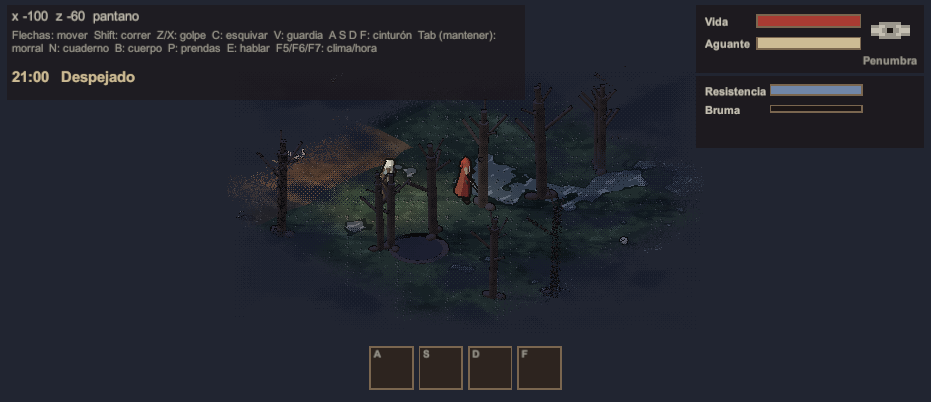 x -100 z -60 pantano
Flechas: mover Shift: correr Z/X: golpe C: esquivar V: guardia A S D F: cinturón Tab (mantener):
morral N: cuaderno B: cuerpo P: prendas E: hablar F5/F6/F7: clima/hora
21:00 Despejado
Vida
Aguante
Penumbra
Resistencia
Bruma
A S D F